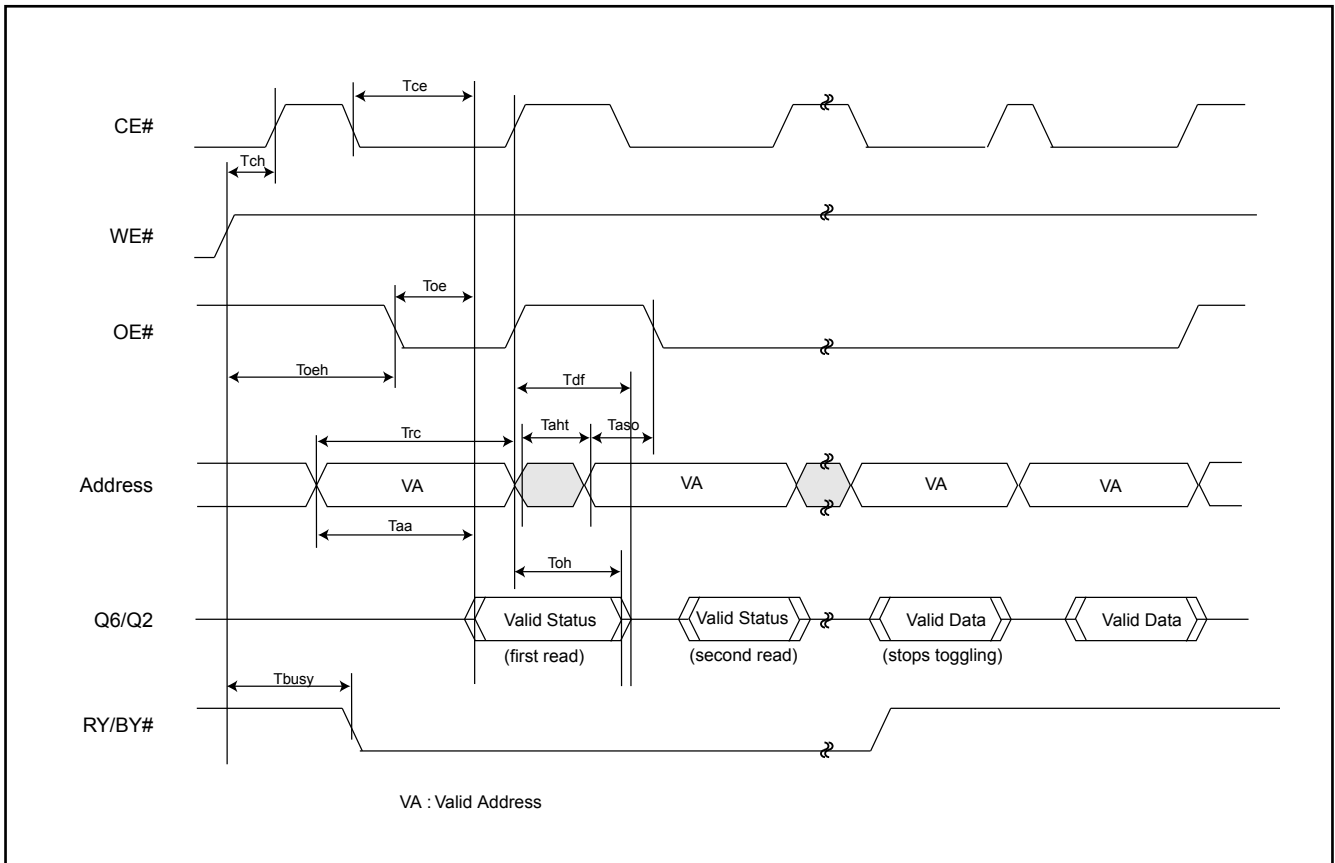 Tce
CE#
Tch
WE#
Toe
OE#
Toeh
Tdf
Taht Taso
Trc
Address VA VA VA VA
Taa
Toh
Q6/Q2 Valid Status Valid Status Valid Data Valid Data
(first read) (second read) (stops toggling)
Tbusy
RY/BY#
VA : Valid Address